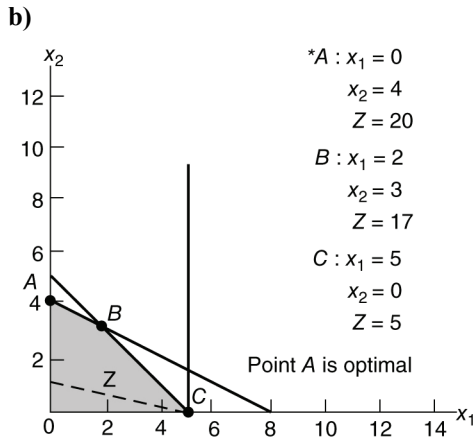 b)
x₂
*A : x₁ = 0
12
x₂ = 4
Z = 20
10
B : x₁ = 2
8
x₂ = 3
Z = 17
6
A
C : x₁ = 5
4
B
x₂ = 0
Z = 5
2
Z
C
Point A is optimal
0 2 4 6 8 10 12 14 x₁